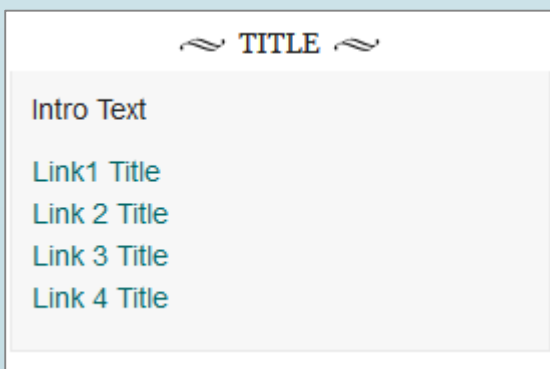 TITLE
Intro Text
Link1 Title
Link 2 Title
Link 3 Title
Link 4 Title